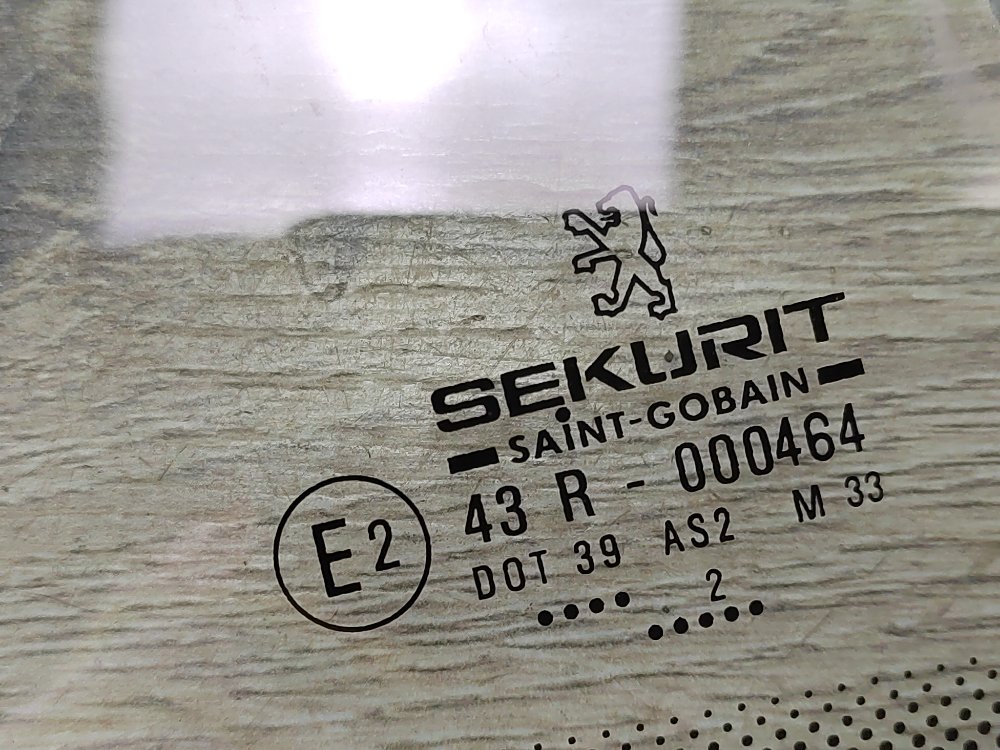 SEKURIT
SAINT-GOBAIN
E2
43 R - 000464
DOT 39 AS2 M 33
2